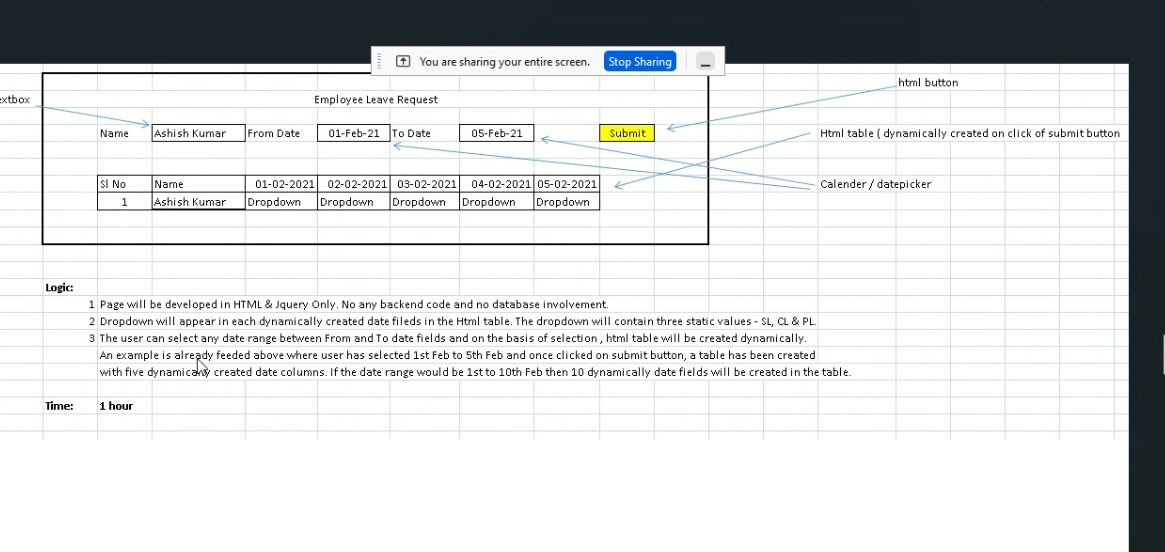 You are sharing your entire screen. Stop Sharing
html button
extbox
Employee Leave Request
Name Ashish Kumar From Date 01-Feb-21 To Date 05-Feb-21 Submit Html table ( dynamically created on click of submit button
Sl No Name 01-02-2021 02-02-2021 03-02-2021 04-02-2021 05-02-2021 Calender / datepicker
1 Ashish Kumar Dropdown Dropdown Dropdown Dropdown Dropdown
Logic:
1 Page will be developed in HTML & Jquery Only. No any backend code and no database involvement.
2 Dropdown will appear in each dynamically created date fileds in the Html table. The dropdown will contain three static values - SL, CL & PL.
3 The user can select any date range between From and To date fields and on the basis of selection , html table will be created dynamically.
An example is already feeded above where user has selected 1st Feb to 5th Feb and once clicked on submit button, a table has been created
with five dynamically created date columns. If the date range would be 1st to 10th Feb then 10 dynamically date fields will be created in the table.
Time: 1 hour